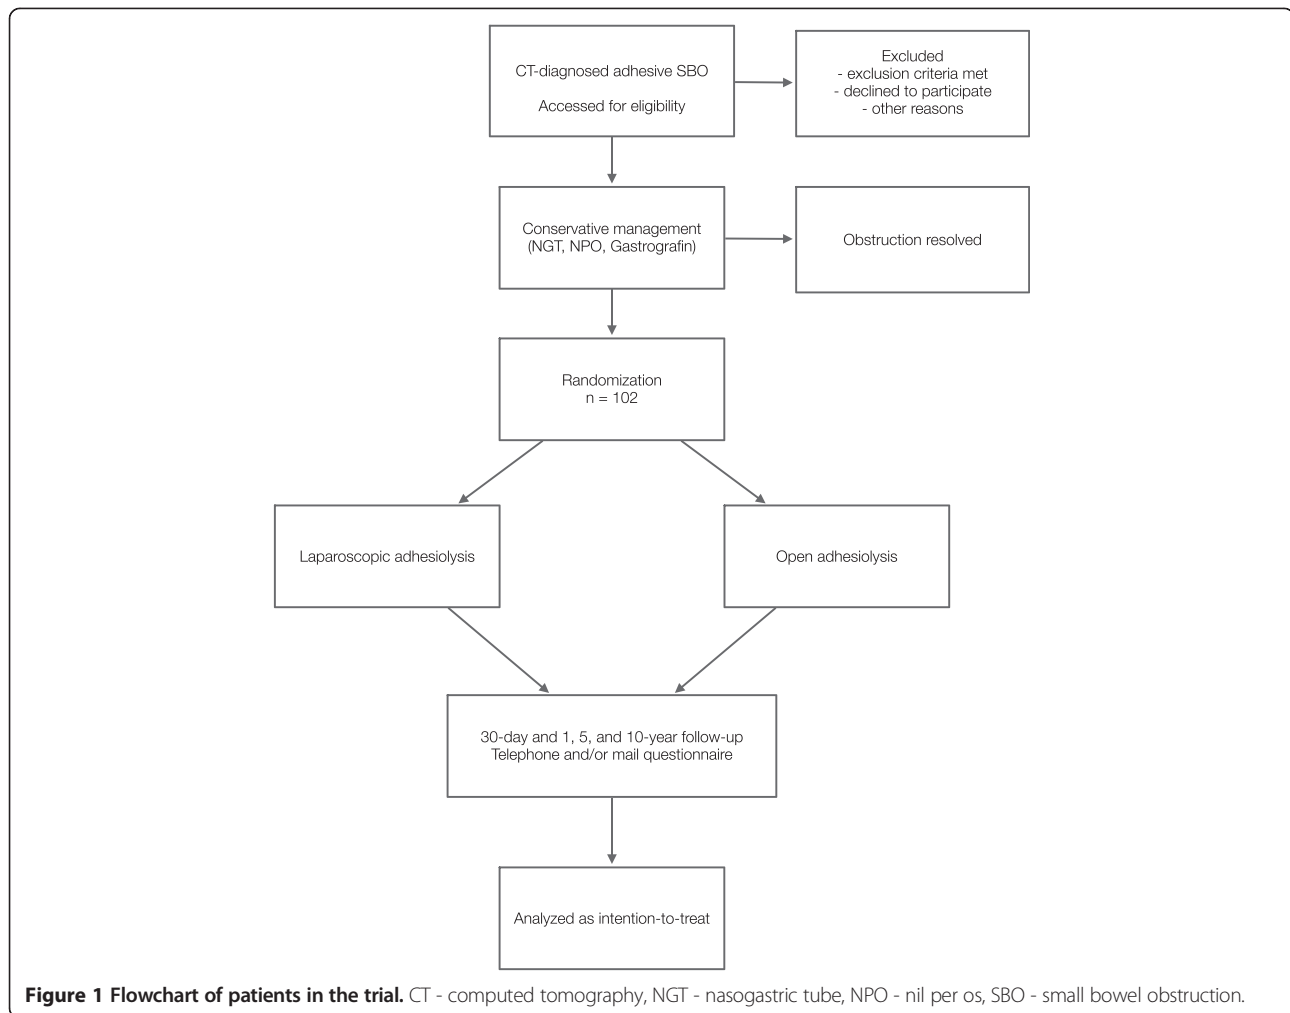 CT-diagnosed adhesive SBO
Accessed for eligibility
Excluded
- exclusion criteria met
- declined to participate
- other reasons
Conservative management
(NGT, NPO, Gastrografin)
Obstruction resolved
Randomization
n = 102
Laparoscopic adhesiolysis
Open adhesiolysis
30-day and 1, 5, and 10-year follow-up
Telephone and/or mail questionnaire
Analyzed as intention-to-treat
Figure 1 Flowchart of patients in the trial. CT - computed tomography, NGT - nasogastric tube, NPO - nil per os, SBO - small bowel obstruction.